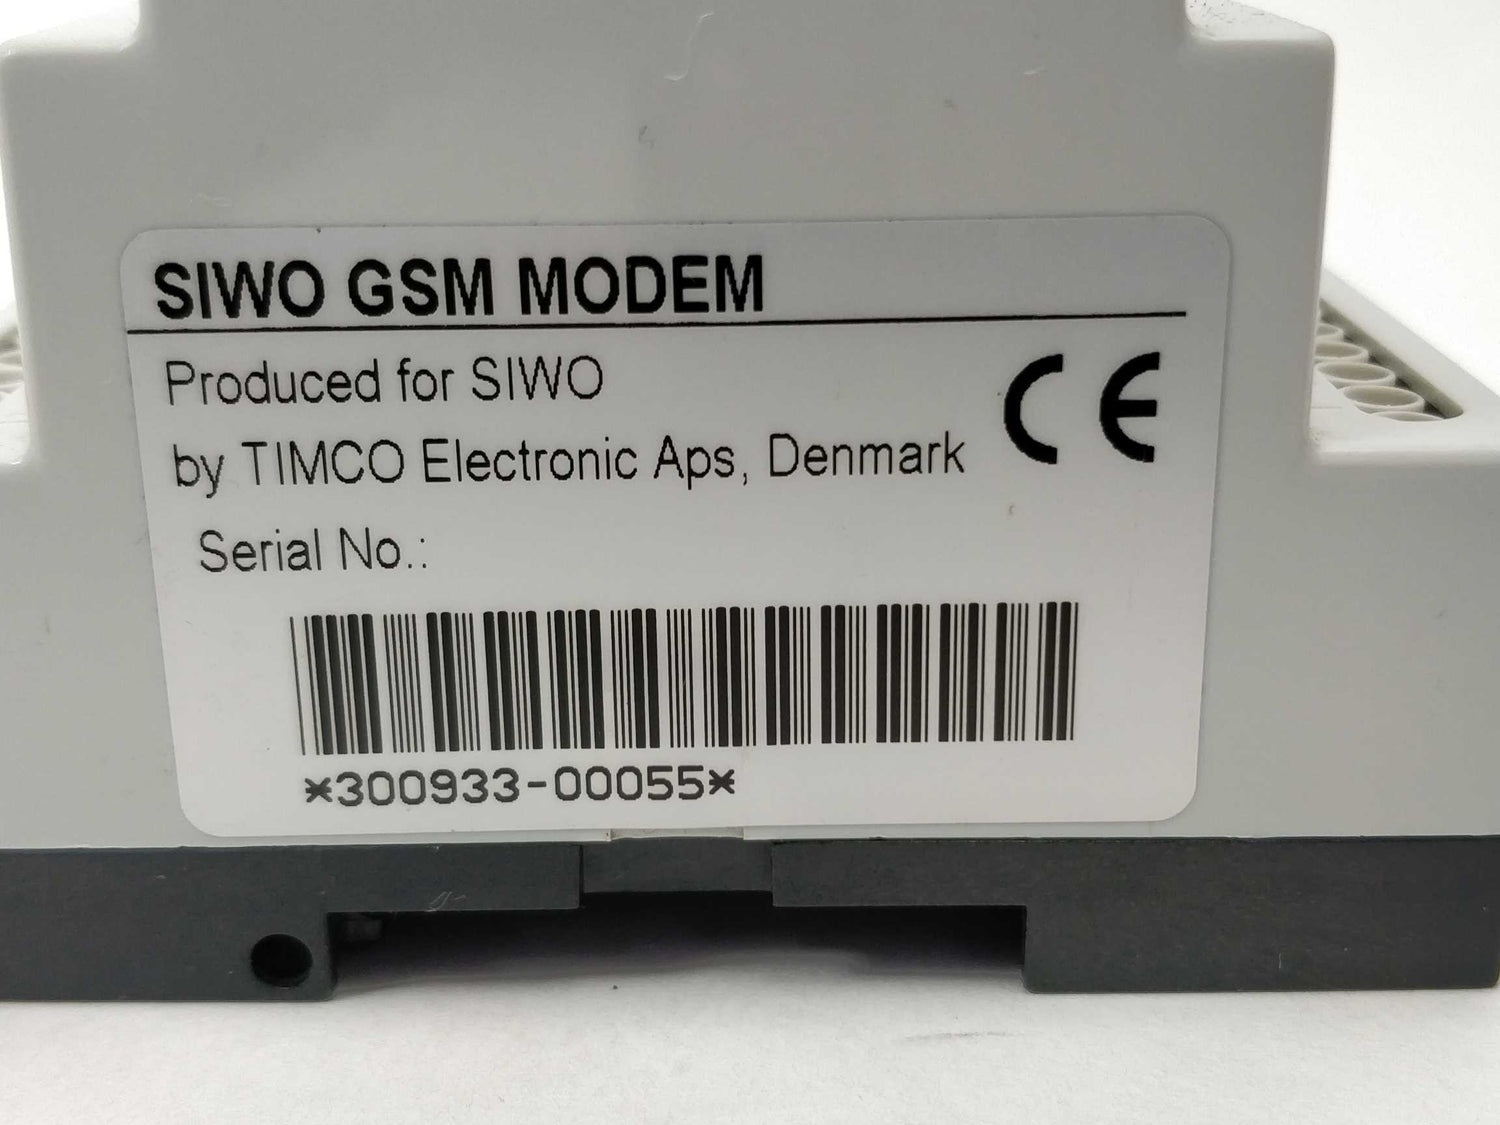 SIWO GSM MODEM
Produced for SIWO
by TIMCO Electronic Aps, Denmark
CE
Serial No.:
*300933-00055*